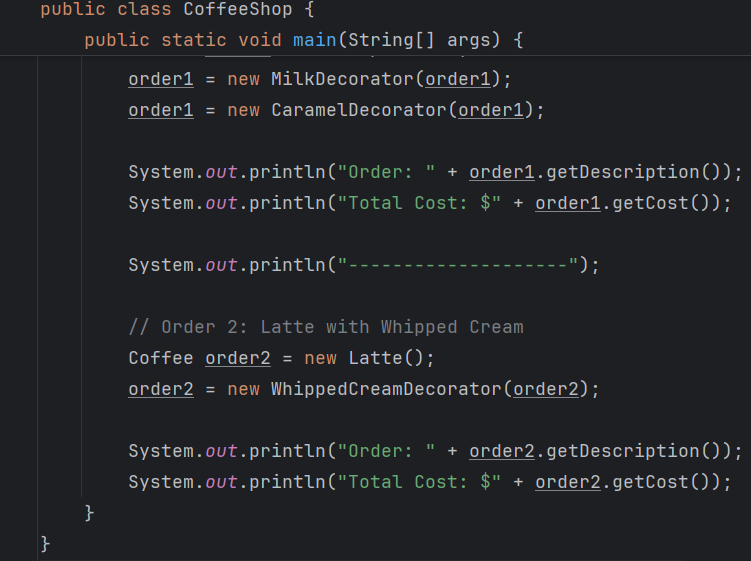 public class CoffeeShop {
public static void main(String[] args) {
order1 = new MilkDecorator(order1);
order1 = new CaramelDecorator(order1);
System.out.println("Order: " + order1.getDescription());
System.out.println("Total Cost: $" + order1.getCost());
System.out.println("--------------------");
// Order 2: Latte with Whipped Cream
Coffee order2 = new Latte();
order2 = new WhippedCreamDecorator(order2);
System.out.println("Order: " + order2.getDescription());
System.out.println("Total Cost: $" + order2.getCost());
}
}